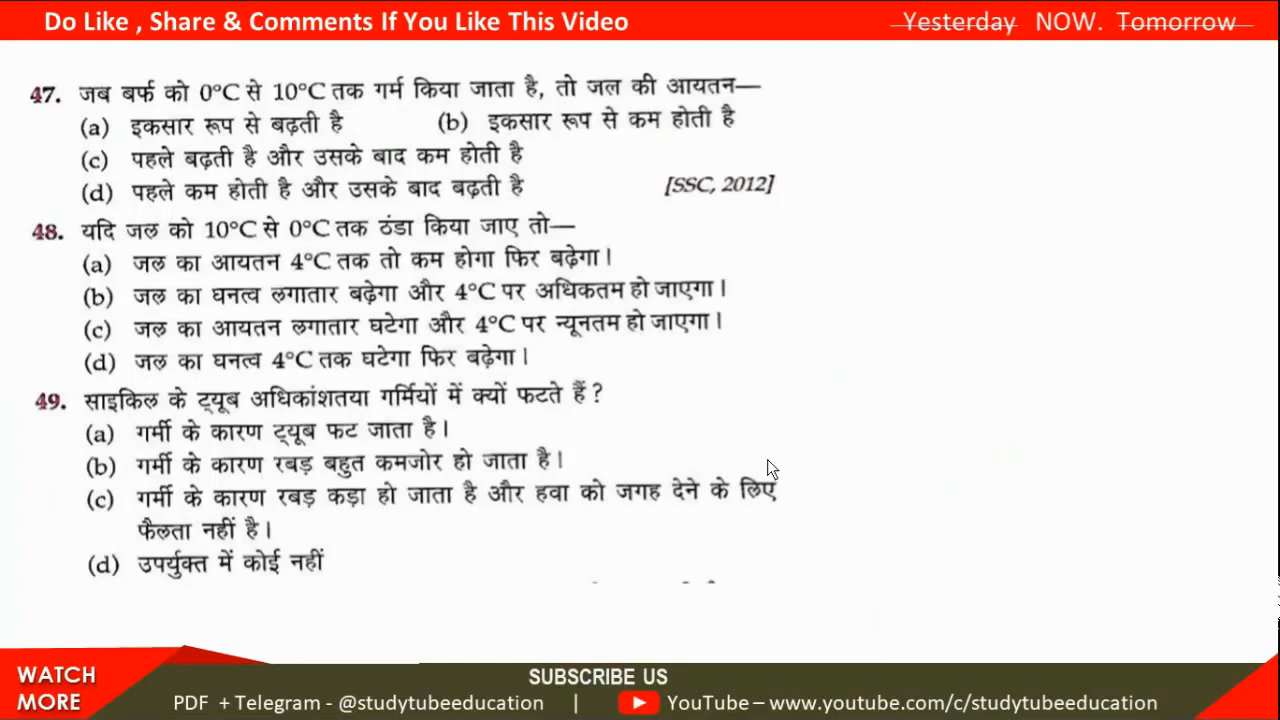 Do Like , Share & Comments If You Like This Video
Yesterday NOW. Tomorrow
47. जब बर्फ को 0°C से 10°C तक गर्म किया जाता है, तो जल की आयतन—
(a) इकसार रूप से बढ़ती है (b) इकसार रूप से कम होती है
(c) पहले बढ़ती है और उसके बाद कम होती है
(d) पहले कम होती है और उसके बाद बढ़ती है [SSC, 2012]
48. यदि जल को 10°C से 0°C तक ठंडा किया जाए तो—
(a) जल का आयतन 4°C तक तो कम होगा फिर बढ़ेगा।
(b) जल का घनत्व लगातार बढ़ेगा और 4°C पर अधिकतम हो जाएगा।
(c) जल का आयतन लगातार घटेगा और 4°C पर न्यूनतम हो जाएगा।
(d) जल का घनत्व 4°C तक घटेगा फिर बढ़ेगा।
49. साइकिल के ट्यूब अधिकांशतया गर्मियों में क्यों फटते हैं ?
(a) गर्मी के कारण ट्यूब फट जाता है।
(b) गर्मी के कारण रबड़ बहुत कमजोर हो जाता है।
(c) गर्मी के कारण रबड़ कड़ा हो जाता है और हवा को जगह देने के लिए
फैलता नहीं है।
(d) उपर्युक्त में कोई नहीं
WATCH
MORE
SUBSCRIBE US
PDF + Telegram - @studytubeeducation | YouTube – www.youtube.com/c/studytubeeducation